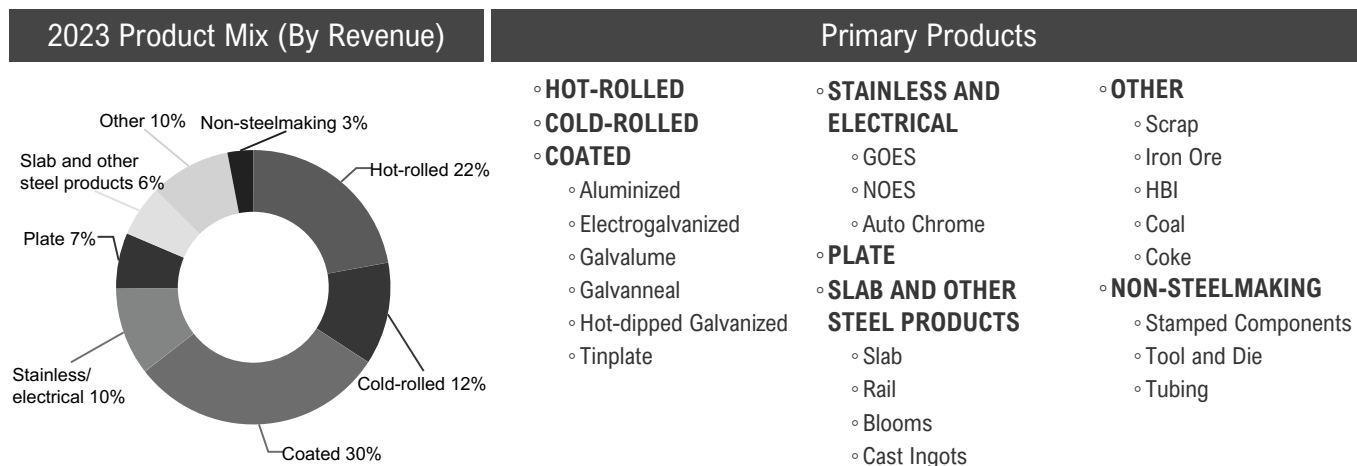 2023 Product Mix (By Revenue)
Other 10%
Non-steelmaking 3%
Slab and other
steel products 6%
Hot-rolled 22%
Plate 7%
Stainless/
electrical 10%
Cold-rolled 12%
Coated 30%
Primary Products
◦HOT-ROLLED
◦COLD-ROLLED
◦COATED
◦Aluminized
◦Electrogalvanized
◦Galvalume
◦Galvanneal
◦Hot-dipped Galvanized
◦Tinplate
◦STAINLESS AND
ELECTRICAL
◦GOES
◦NOES
◦Auto Chrome
◦PLATE
◦SLAB AND OTHER
STEEL PRODUCTS
◦Slab
◦Rail
◦Blooms
◦Cast Ingots
◦OTHER
◦Scrap
◦Iron Ore
◦HBI
◦Coal
◦Coke
◦NON-STEELMAKING
◦Stamped Components
◦Tool and Die
◦Tubing